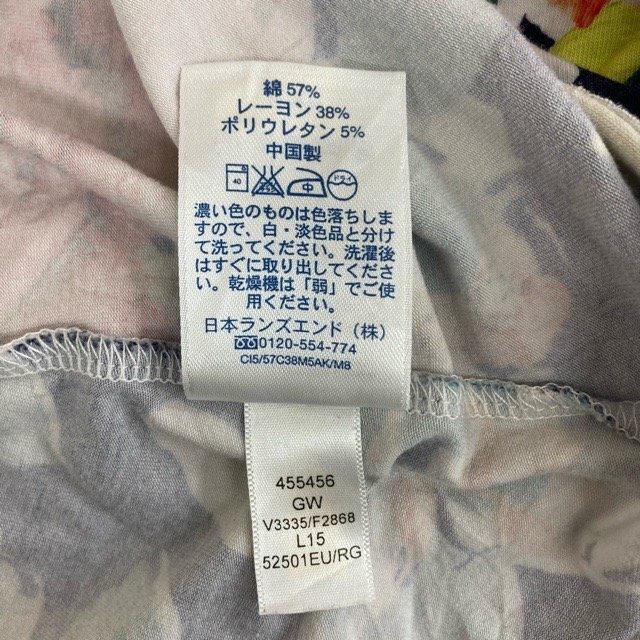 綿 57%
レーヨン 38%
ポリウレタン 5%
中国製
40 ドライ
濃い色のものは色落ちしま
すので、白・淡色品と分け
て洗ってください。洗濯後
はすぐに取り出してくださ
い。乾燥機は「弱」でご使
用ください。
日本ランズエンド（株）
0120-554-774
CI5/57C38M5AK/M8
455456
GW
V3335/F2868
L15
52501EU/RG